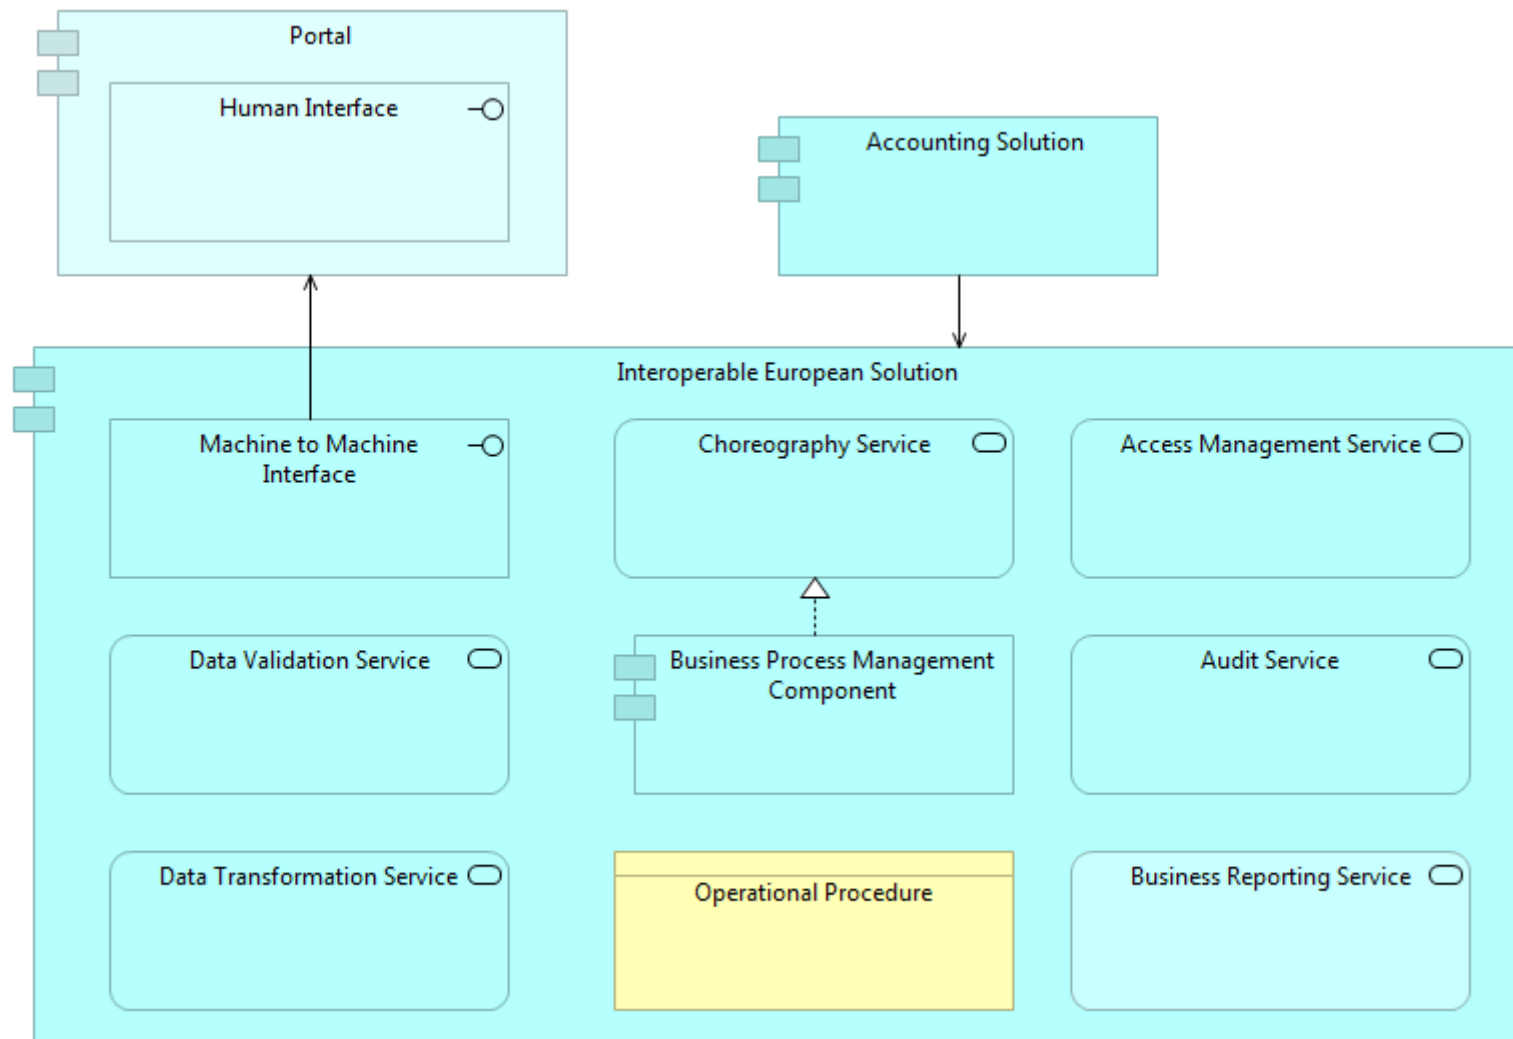 Portal
Human Interface
Accounting Solution
Interoperable European Solution
Machine to Machine
Interface
Choreography Service
Access Management Service
Data Validation Service
Business Process Management
Component
Audit Service
Data Transformation Service
Operational Procedure
Business Reporting Service